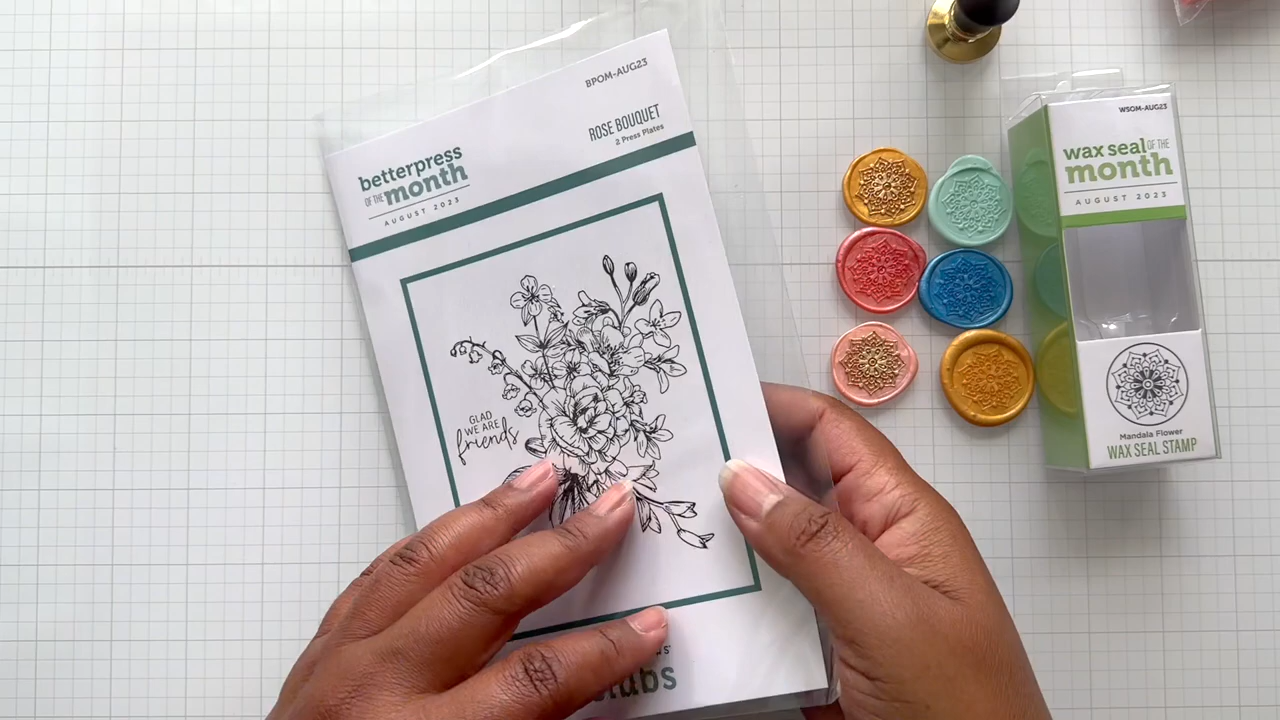 BPOM-AUG23
ROSE BOUQUET
2 Press Plates
betterpress
OF THE month
AUGUST 2023
GLAD
WE ARE
friends
WSOM-AUG23
wax seal OF THE
month
AUGUST 2023
Mandala Flower
WAX SEAL STAMP